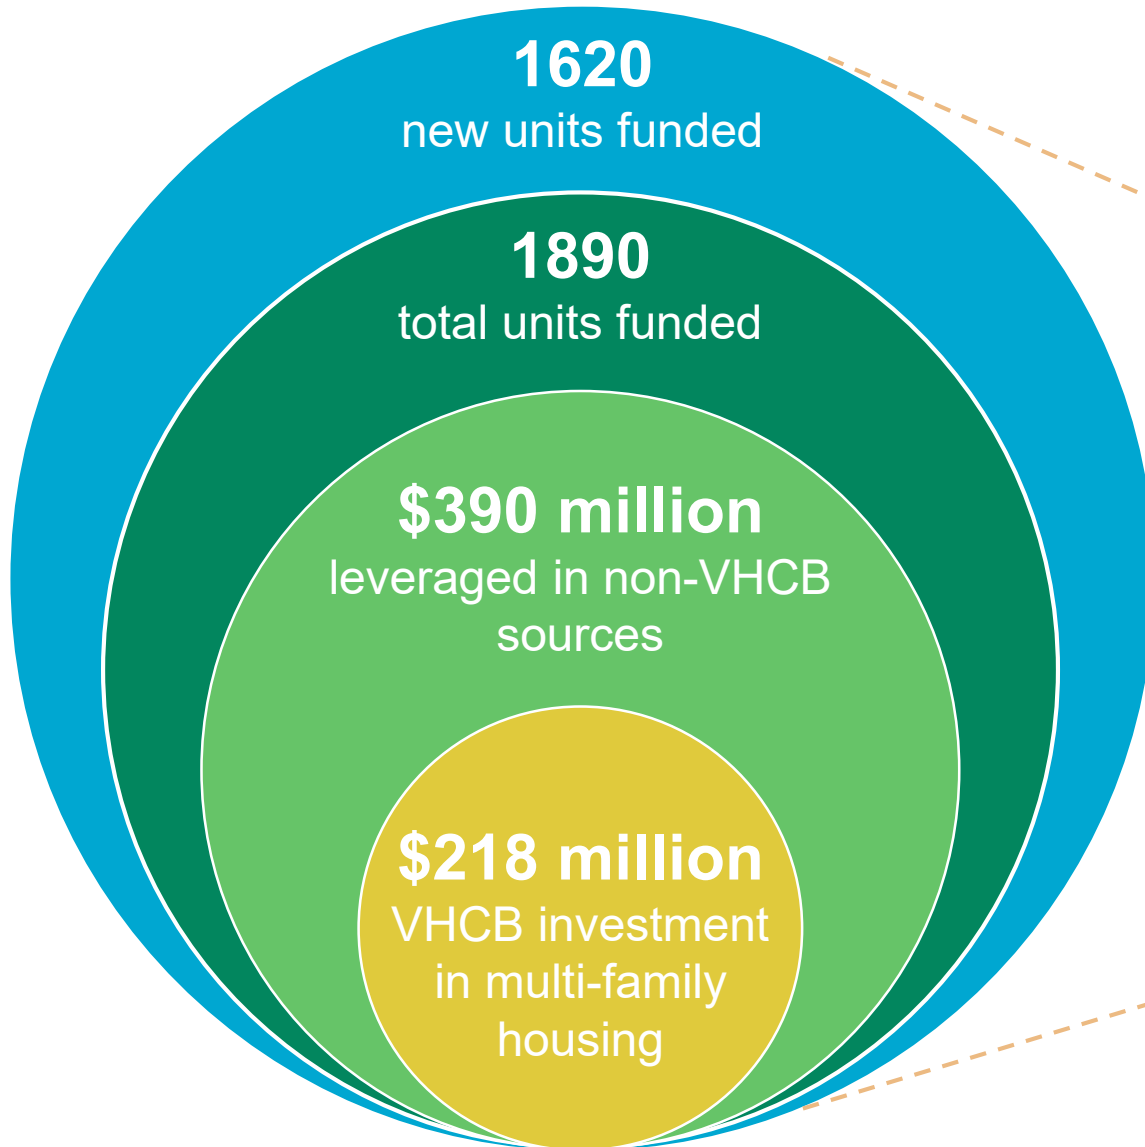 1620
new units funded
1890
total units funded
$390 million
leveraged in non-VHCB
sources
$218 million
VHCB investment
in multi-family
housing